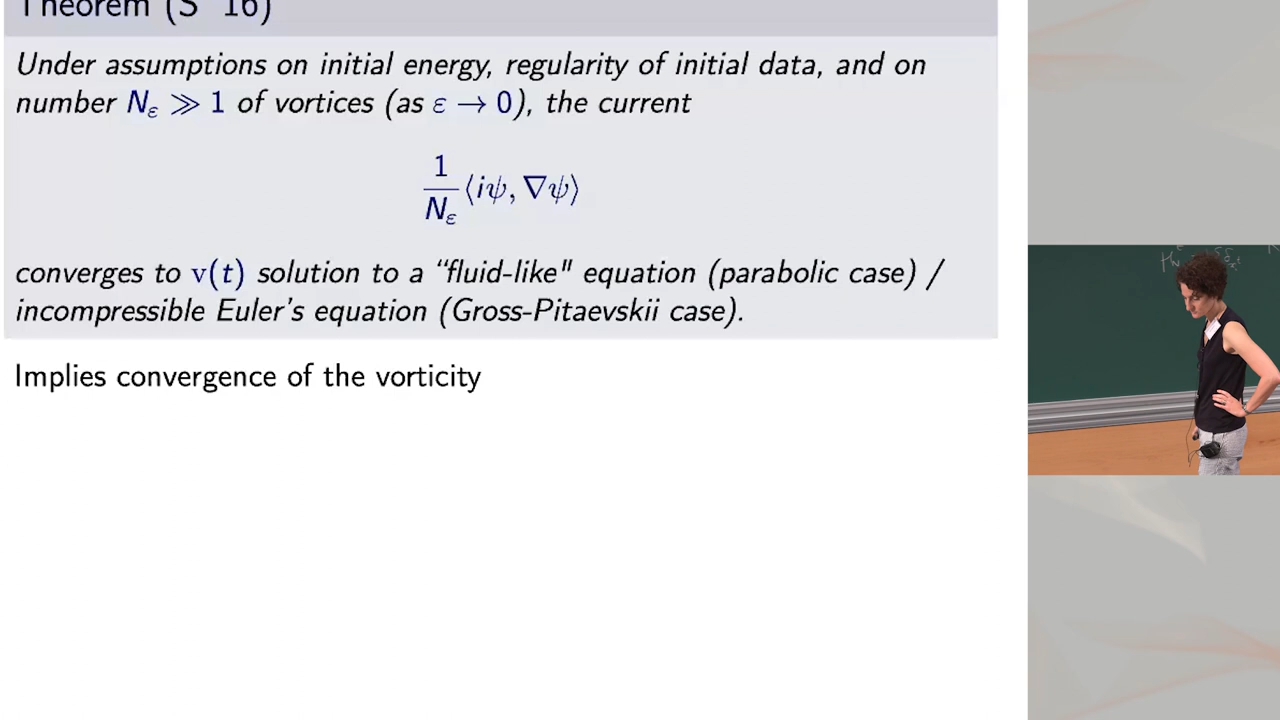 Theorem (S '16)
Under assumptions on initial energy, regularity of initial data, and on
number N_ε ≫ 1 of vortices (as ε → 0), the current
1/N_ε ⟨iψ, ∇ψ⟩
converges to v(t) solution to a “fluid-like" equation (parabolic case) /
incompressible Euler's equation (Gross-Pitaevskii case).
Implies convergence of the vorticity